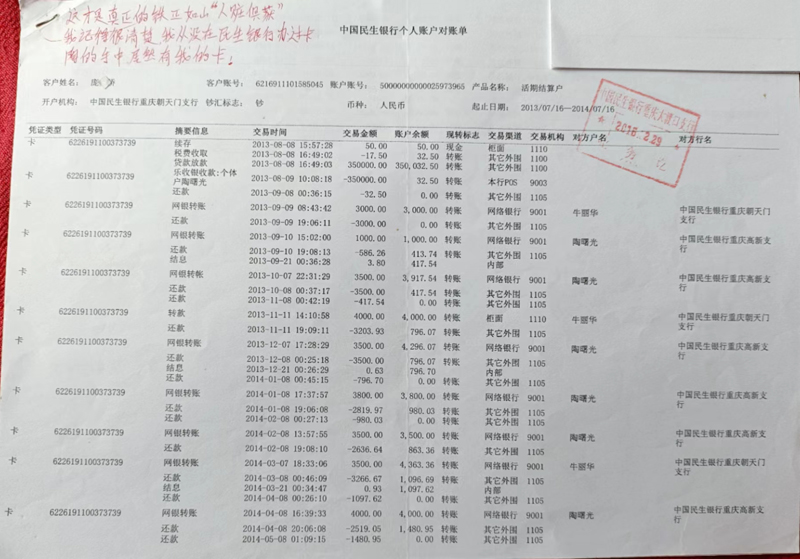 这才是真正的铁正如山“人赃俱获”
我记得很清楚，我从没在民生银行办过卡
陶的手中居然有我的卡！
中国民生银行个人账户对账单
客户姓名： 庞 客户账号： 6216911101585045 账户账号： 50000000000025973965 产品名称： 活期结算户
开户机构： 中国民生银行重庆朝天门支行 钞汇标志： 钞 币种： 人民币 起止日期： 2013/07/16—2014/07/16
凭证类型 凭证号码 摘要信息 交易时间 交易金额 账户余额 现转标志 交易渠道 交易机构 对方户名 对方行名
卡 6226191100373739 续存 2013-08-08 15:57:28 50.00 50.00 现金 柜面 1110
税费收取 2013-08-08 16:49:02 -17.50 32.50 转账 其它外围 1100
贷款放款 2013-08-08 16:49:03 350000.00 350,032.50 转账 其它外围 1100
卡 6226191100373739 乐收银收款:个体户陶曙光 2013-08-09 10:08:18 -350000.00 32.50 转账 本行POS 9003
还款 2013-09-08 00:36:15 -32.50 0.00 转账 其它外围 1105
卡 6226191100373739 网银转账 2013-09-09 08:43:42 3000.00 3,000.00 转账 网络银行 9001 牛丽华 中国民生银行重庆朝天门支行
还款 2013-09-09 19:06:11 -3000.00 0.00 转账 其它外围 1105
卡 6226191100373739 网银转账 2013-09-10 15:02:00 1000.00 1,000.00 转账 网络银行 9001 陶曙光 中国民生银行重庆高新支行
还款 2013-09-10 19:08:13 -586.26 413.74 转账 其它外围 1105
结息 2013-09-21 00:36:28 3.80 417.54 内部
卡 6226191100373739 网银转帐 2013-10-07 22:31:29 3500.00 3,917.54 转账 网络银行 9001 陶曙光 中国民生银行重庆高新支行
还款 2013-10-08 00:37:17 -3500.00 417.54 转账 其它外围 1105
还款 2013-11-08 00:42:19 -417.54 0.00 转账 其它外围 1105
卡 6226191100373739 转款 2013-11-11 14:10:58 4000.00 4,000.00 转账 柜面 1110 牛丽华 中国民生银行重庆朝天门支行
还款 2013-11-11 19:09:11 -3203.93 796.07 转账 其它外围 1105
卡 6226191100373739 网银转账 2013-12-07 17:28:29 3500.00 4,296.07 转账 网络银行 9001 陶曙光 中国民生银行重庆高新支行
还款 2013-12-08 00:25:18 -3500.00 796.07 转账 其它外围 1105
结息 2013-12-21 00:26:29 0.63 796.70 内部
还款 2014-01-08 00:45:15 -796.70 0.00 转账 其它外围 1105
卡 6226191100373739 网银转账 2014-01-08 17:37:57 3800.00 3,800.00 转账 网络银行 9001 陶曙光 中国民生银行重庆高新支行
还款 2014-01-08 19:06:08 -2819.97 980.03 转账 其它外围 1105
还款 2014-02-08 00:27:13 -980.03 0.00 转账 其它外围 1105
卡 6226191100373739 网银转账 2014-02-08 13:57:55 3500.00 3,500.00 转账 网络银行 9001 陶曙光 中国民生银行重庆高新支行
还款 2014-02-08 19:08:10 -2636.64 863.36 转账 其它外围 1105
卡 6226191100373739 网银转账 2014-03-07 18:33:06 3500.00 4,363.36 转账 网络银行 9001 牛丽华 中国民生银行重庆朝天门支行
还款 2014-03-08 00:46:09 -3266.67 1,096.69 转账 其它外围 1105
结息 2014-03-21 00:34:47 0.93 1,097.62 内部
还款 2014-04-08 00:26:10 -1097.62 0.00 转账 其它外围 1105
卡 6226191100373739 网银转账 2014-04-08 16:39:33 4000.00 4,000.00 转账 网络银行 9001 陶曙光 中国民生银行重庆高新支行
还款 2014-04-08 20:06:08 -2519.05 1,480.95 转账 其它外围 1105
还款 2014-05-08 01:09:15 -1480.95 0.00 转账 其它外围 1105
中国民生银行重庆大渡口支行
2016.2.29